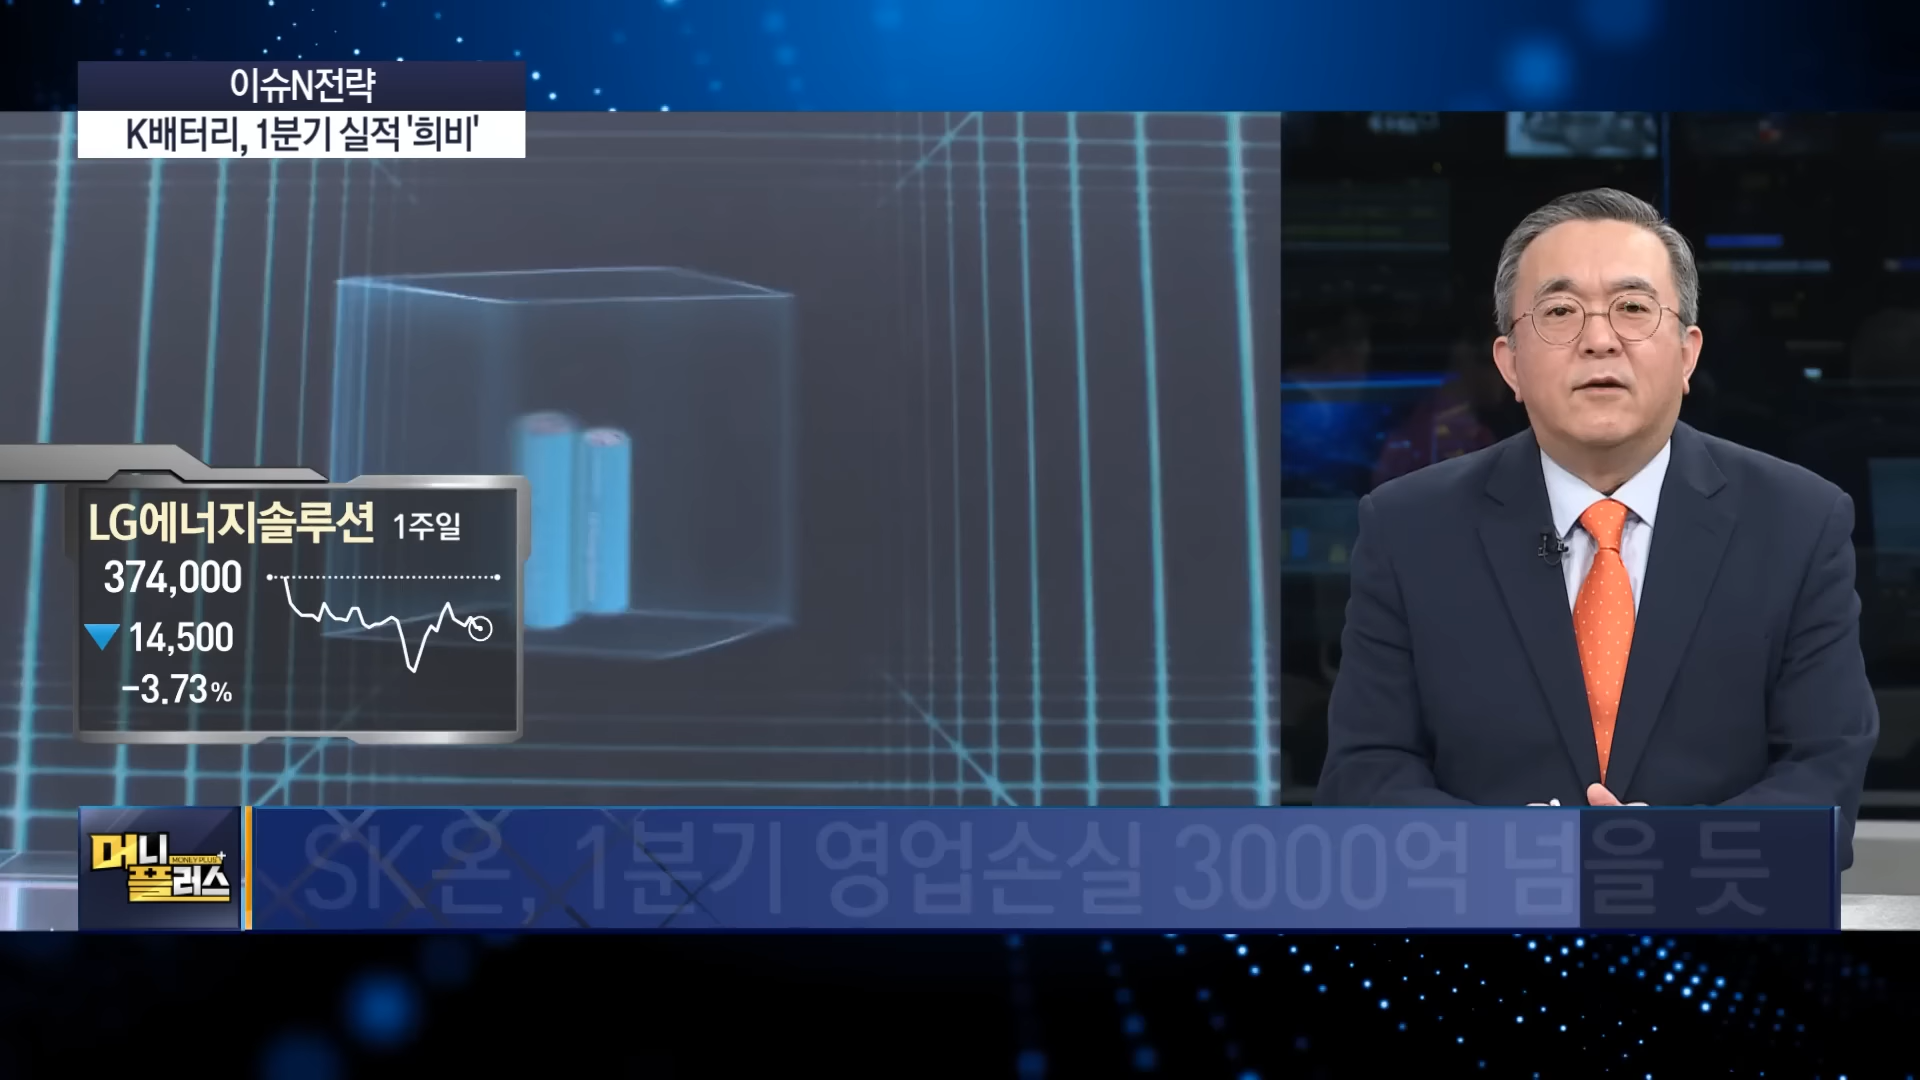 이슈N전략
K배터리, 1분기 실적 '희비'
LG에너지솔루션 1주일
374,000
14,500
-3.73%
머니
MONEY PLUS+
플러스
SK온, 1분기 영업손실 3000억 넘을 듯